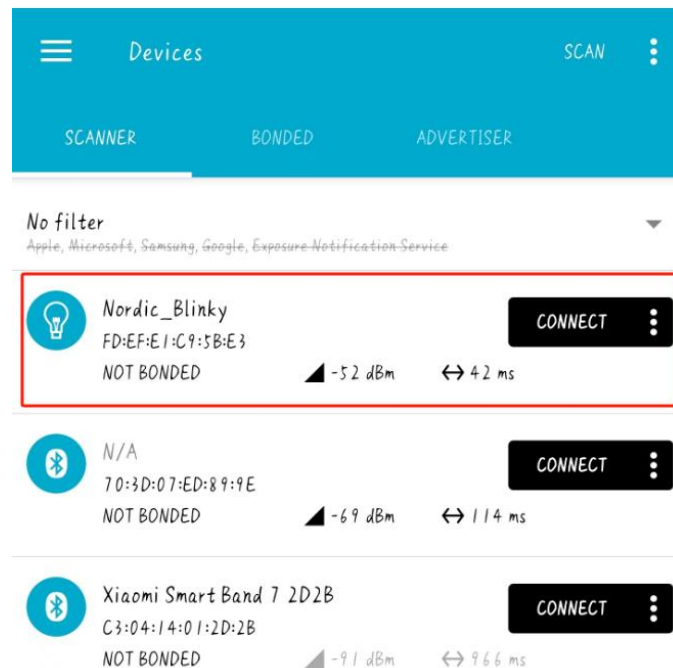 Devices SCAN
SCANNER BONDED ADVERTISER
No filter
Apple, Microsoft, Samsung, Google, Exposure Notification Service
Nordic_Blinky
CONNECT
FD:EF:E1:C9:5B:E3
NOT BONDED -52 dBm 42 ms
N/A
CONNECT
70:3D:07:ED:89:9E
NOT BONDED -69 dBm 114 ms
Xiaomi Smart Band 7 2D2B
CONNECT
C3:04:14:01:2D:2B
NOT BONDED -91 dBm 966 ms